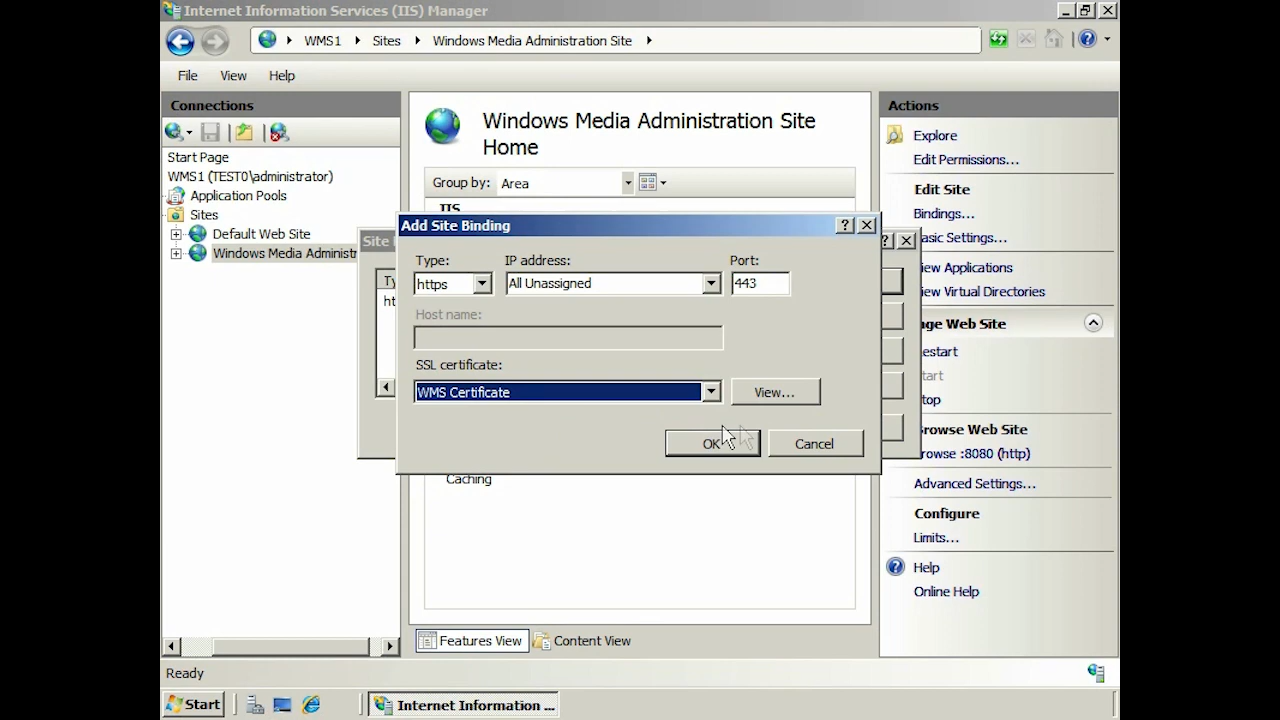 Internet Information Services (IIS) Manager
WMS1
Sites
Windows Media Administration Site
File
View
Help
Connections
Start Page
WMS1 (TEST0\administrator)
Application Pools
Sites
Default Web Site
Windows Media Administ
Windows Media Administration Site
Home
Group by:
Area
IIS
Site
Ty
ht
Add Site Binding
Type:
IP address:
Port:
https
All Unassigned
443
Host name:
SSL certificate:
WMS Certificate
View...
OK
Cancel
Caching
Features View
Content View
Actions
Explore
Edit Permissions...
Edit Site
Bindings...
asic Settings...
iew Applications
iew Virtual Directories
age Web Site
estart
tart
top
rowse Web Site
rowse :8080 (http)
Advanced Settings...
Configure
Limits...
Help
Online Help
Ready
Start
Internet Information ...